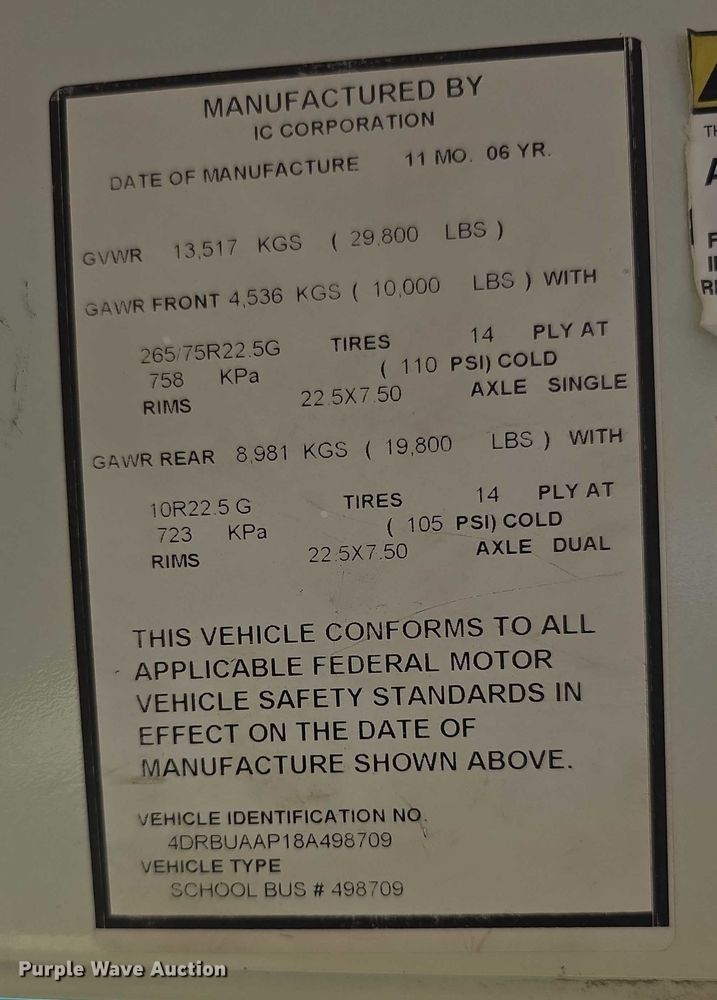 MANUFACTURED BY
IC CORPORATION
DATE OF MANUFACTURE 11 MO. 06 YR.
GVWR 13,517 KGS ( 29,800 LBS )
GAWR FRONT 4,536 KGS ( 10,000 LBS ) WITH
265/75R22.5G TIRES 14 PLY AT
758 KPa ( 110 PSI) COLD
RIMS 22.5X7.50 AXLE SINGLE
GAWR REAR 8,981 KGS ( 19,800 LBS ) WITH
10R22.5 G TIRES 14 PLY AT
723 KPa ( 105 PSI) COLD
RIMS 22.5X7.50 AXLE DUAL
THIS VEHICLE CONFORMS TO ALL
APPLICABLE FEDERAL MOTOR
VEHICLE SAFETY STANDARDS IN
EFFECT ON THE DATE OF
MANUFACTURE SHOWN ABOVE.
VEHICLE IDENTIFICATION NO.
4DRBUAAP18A498709
VEHICLE TYPE
SCHOOL BUS # 498709
Purple Wave Auction